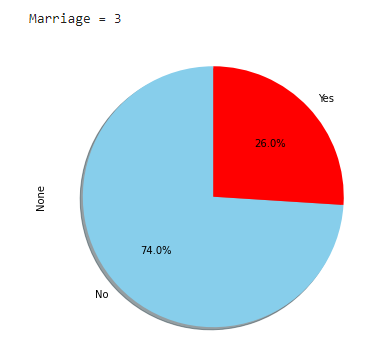 Marriage = 3
Yes
26.0%
None
74.0%
No